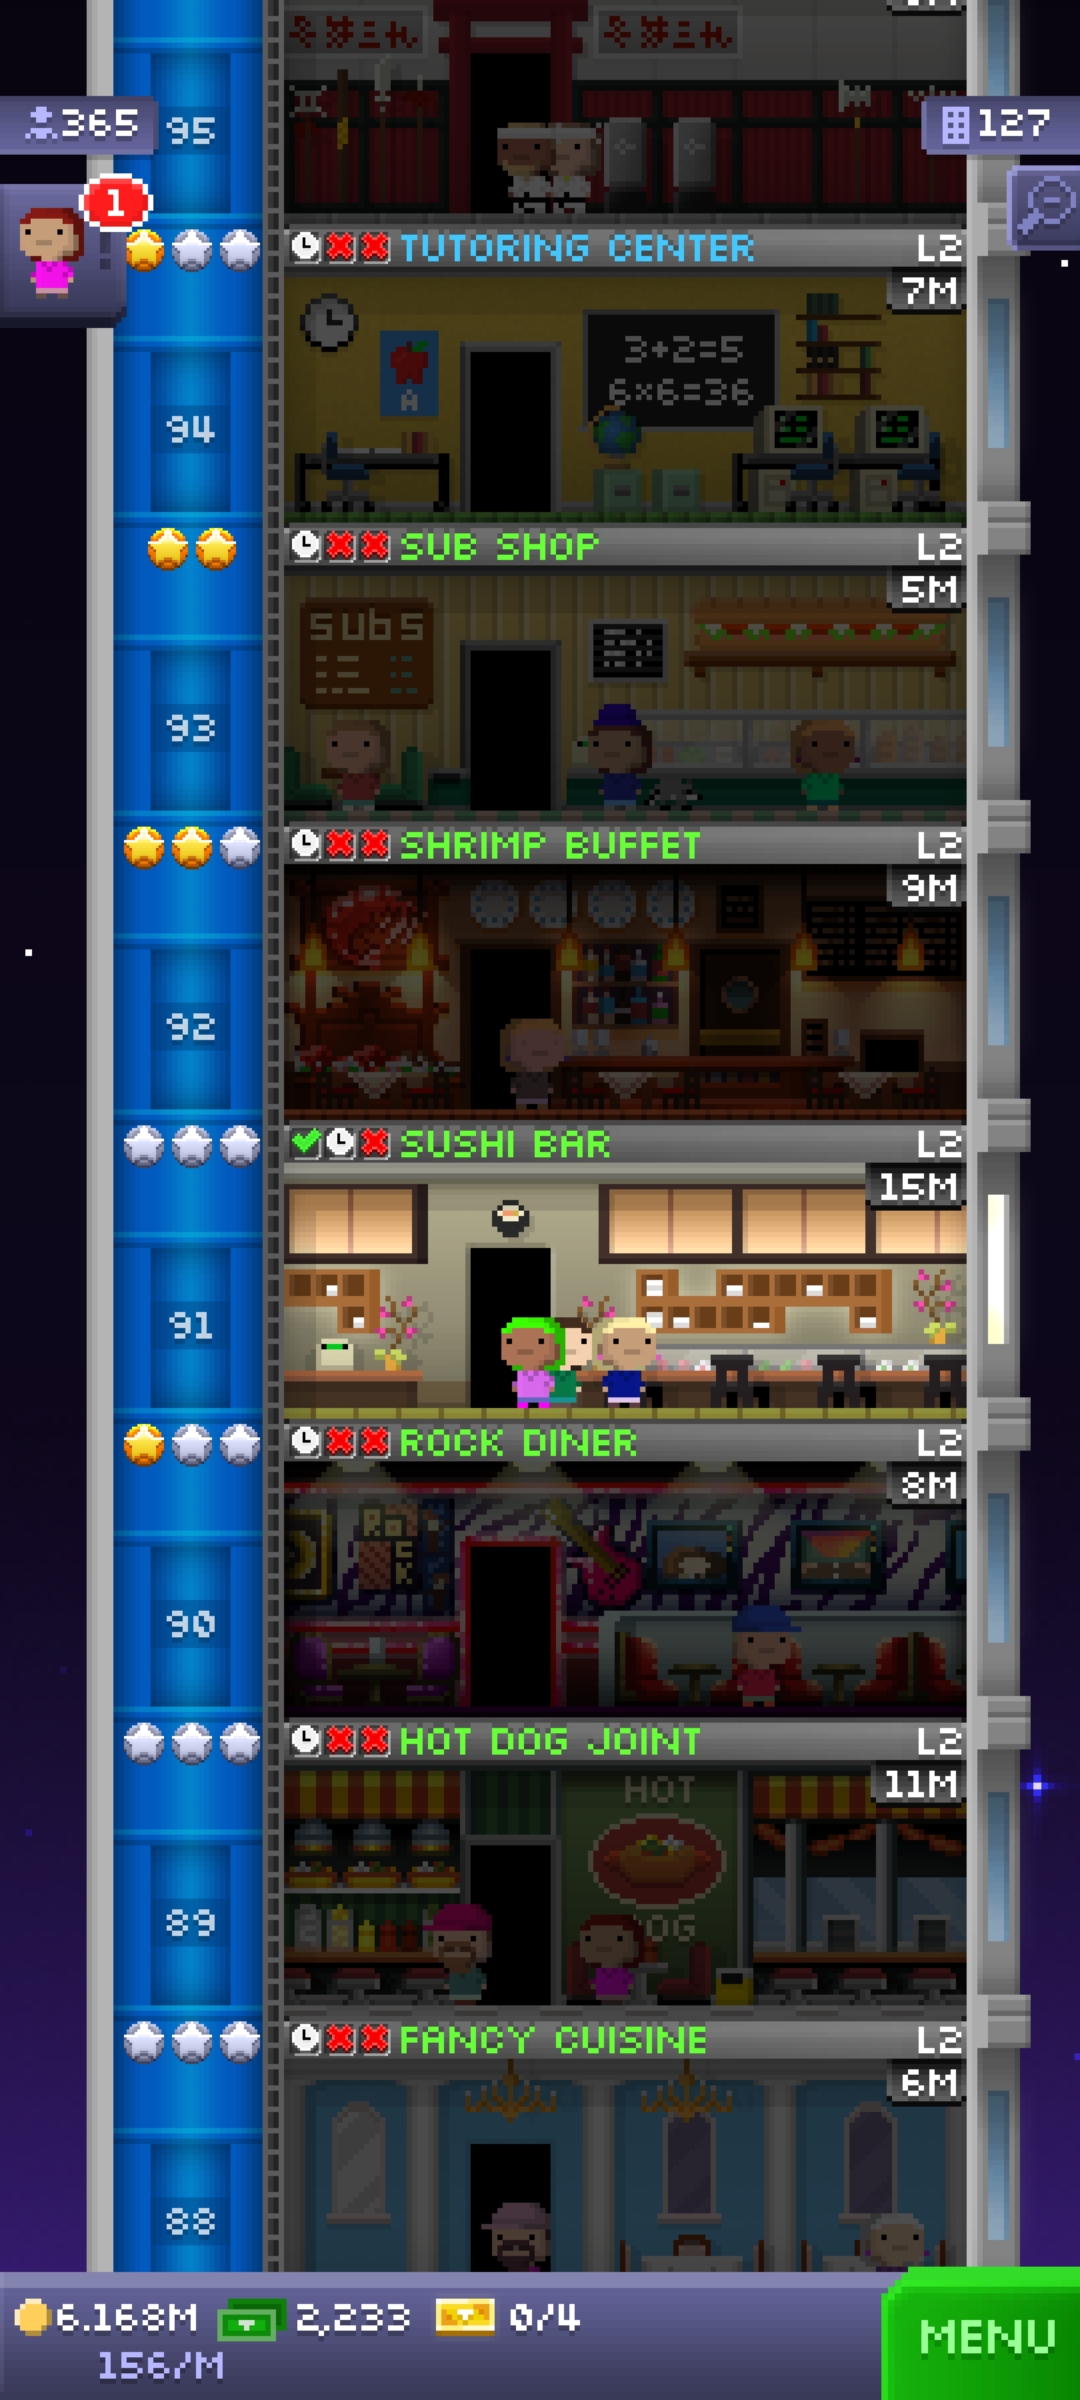 365
95
127
1
TUTORING CENTER L2
7M
3+2=5
6×6=36
A
94
SUB SHOP L2
5M
subs
93
SHRIMP BUFFET L2
9M
92
SUSHI BAR L2
15M
91
ROCK DINER L2
8M
90
HOT DOG JOINT L2
11M
HOT
89
FANCY CUISINE L2
6M
88
6.168M 2,233 0/4
156/M
MENU